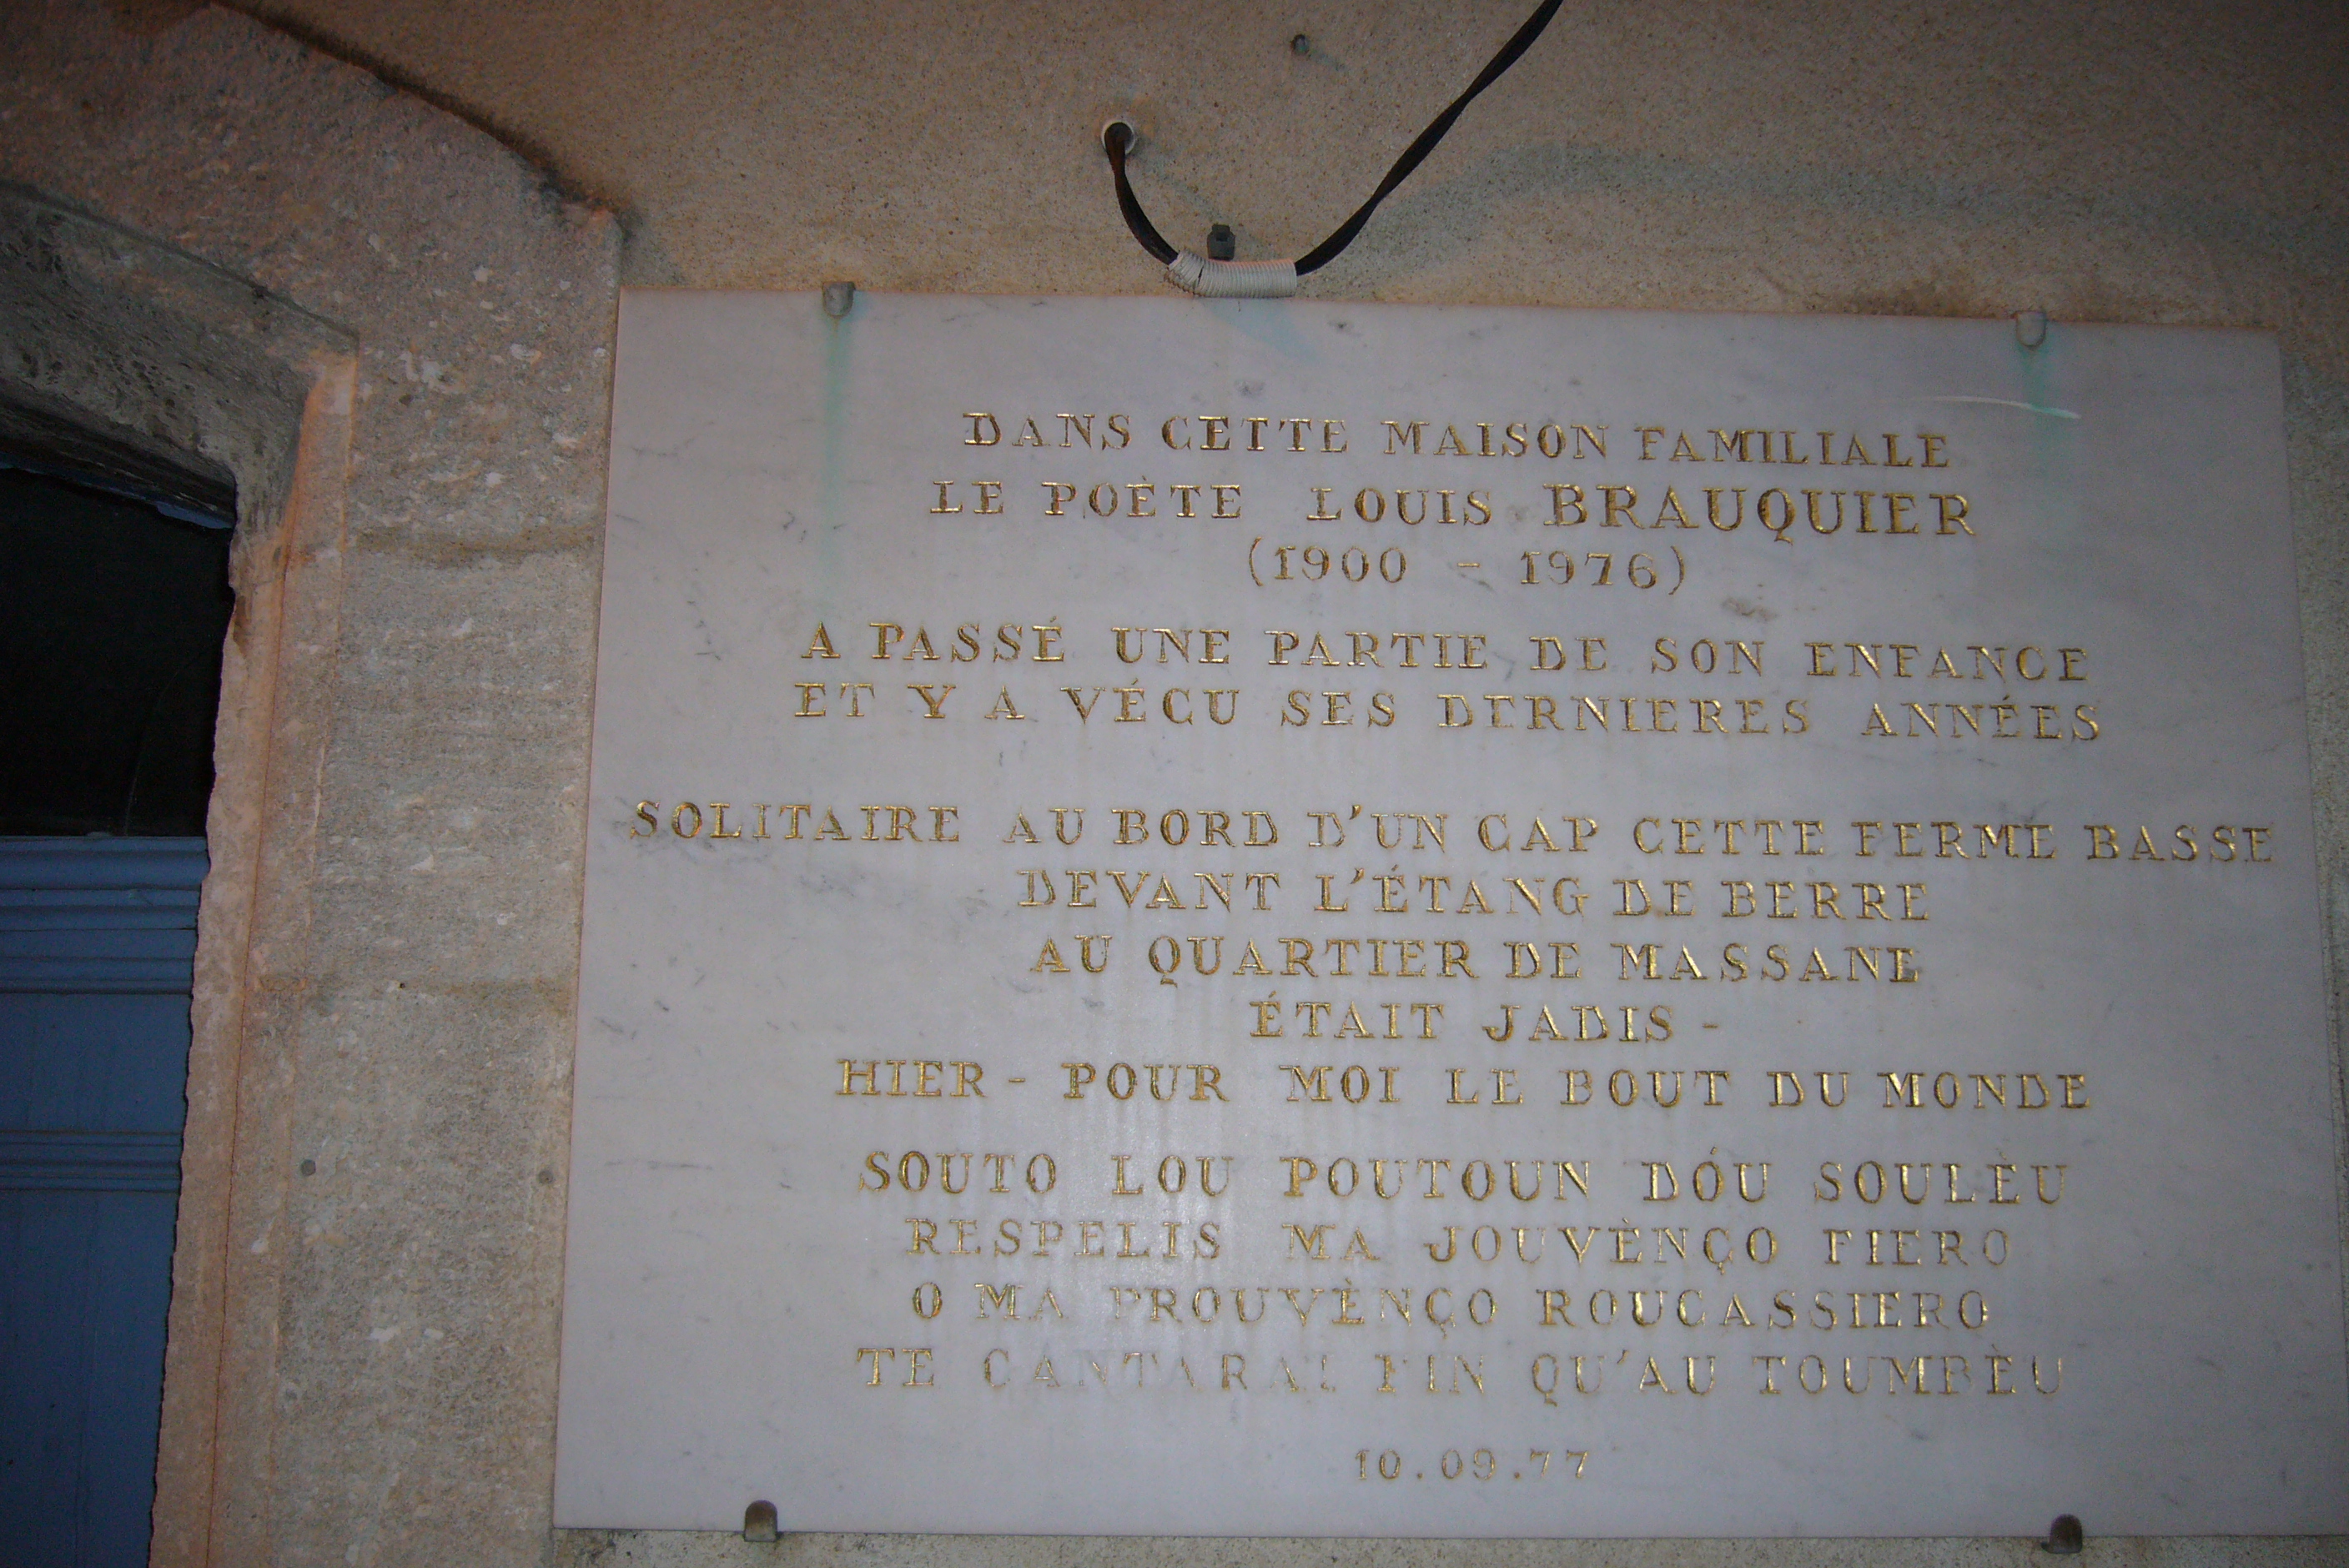 DANS CETTE MAISON FAMILIALE
LE POÈTE LOUIS BRAUQUIER
(1900 - 1976)
A PASSÉ UNE PARTIE DE SON ENFANCE
ET Y A VÉCU SES DERNIERES ANNÉES
SOLITAIRE AU BORD D'UN CAP CETTE FERME BASSE
DEVANT L'ÉTANG DE BERRE
AU QUARTIER DE MASSANE
ÉTAIT JADIS -
HIER - POUR MOI LE BOUT DU MONDE
SOUTO LOU POUTOUN DÓU SOULÈU
RESPELIS MA JOUVÈNÇO FIERO
O MA PROUVÈNÇO ROUCASSIERO
TE CANTARAI FIN QU'AU TOUMBÈU
10.09.77